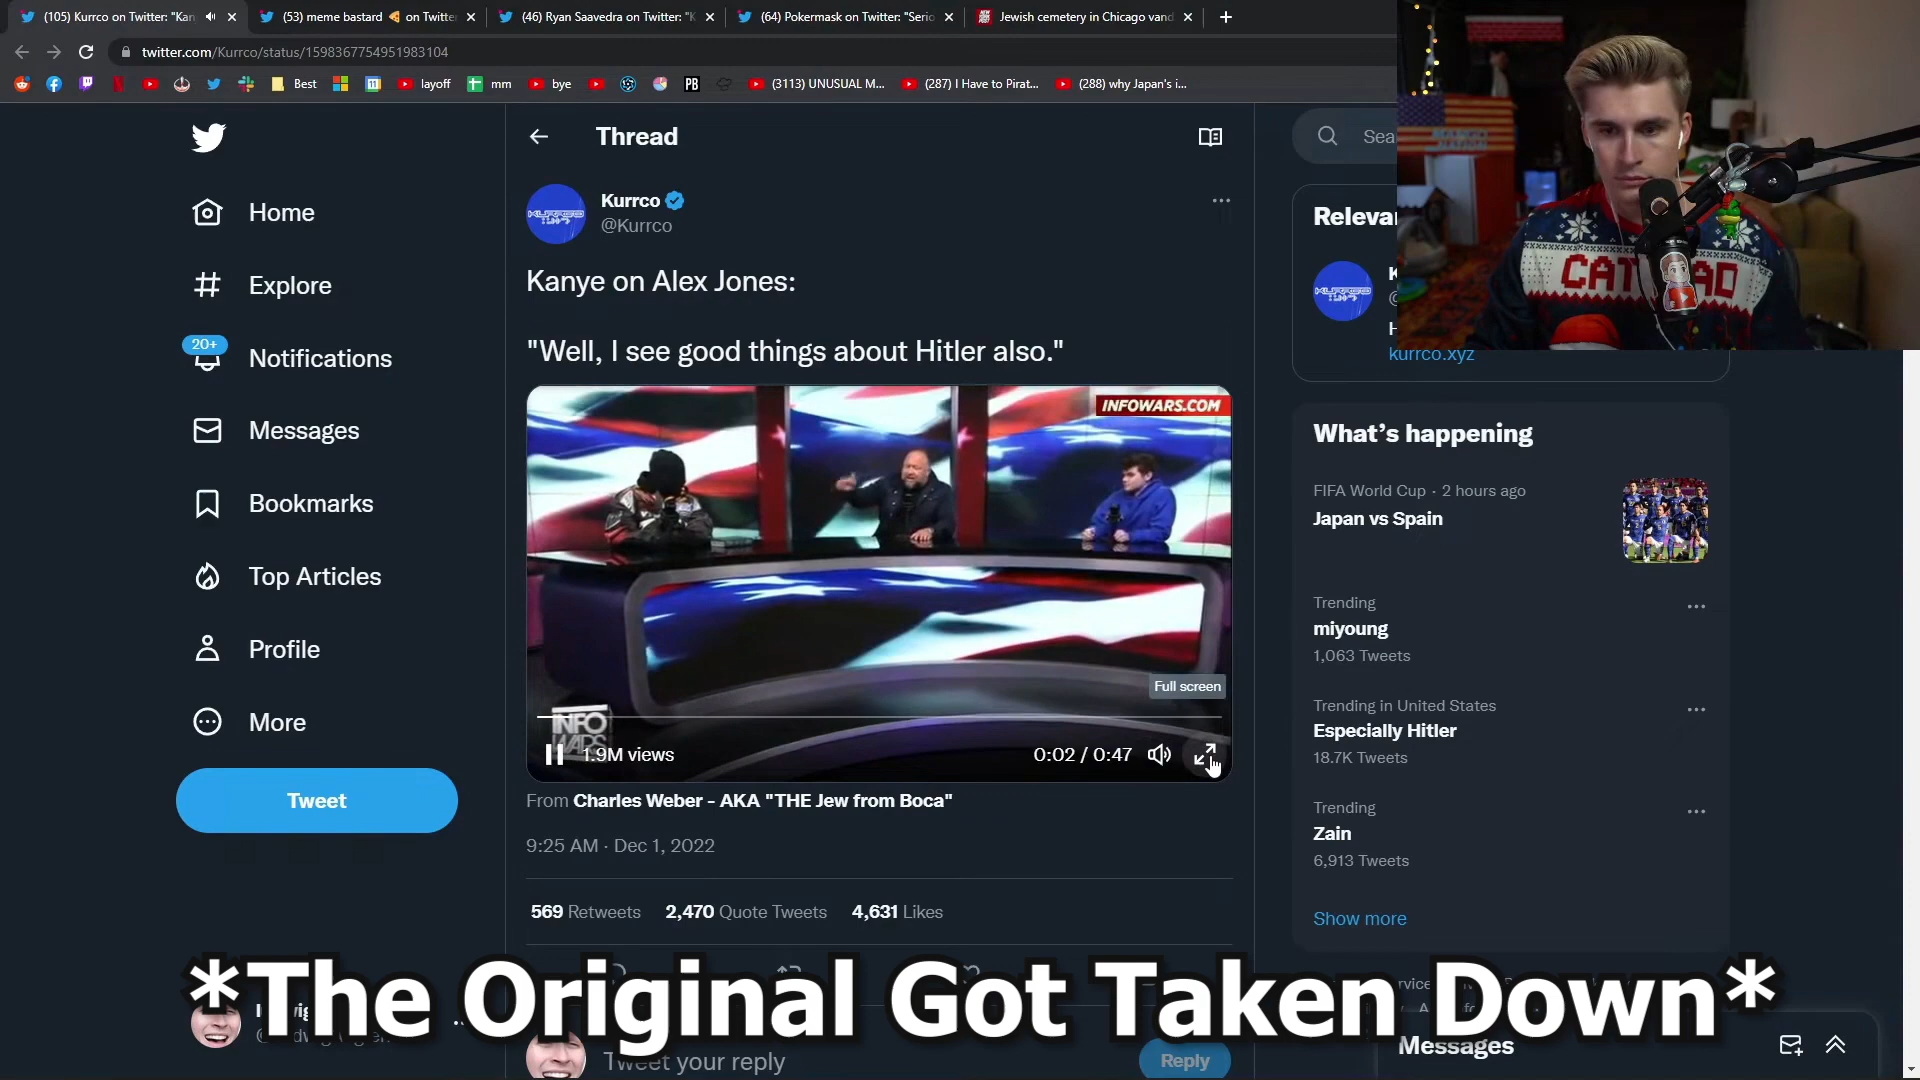 (105) Kurrco on Twitter: "Kan
(53) meme bastard 🍕 on Twitte
(46) Ryan Saavedra on Twitter: "K
(64) Pokermask on Twitter: "Serio
Jewish cemetery in Chicago vand
twitter.com/Kurrco/status/1598367754951983104
Best
layoff
mm
bye
PB
(3113) UNUSUAL M...
(287) I Have to Pirat...
(288) why Japan's i...
Home
Explore
20+
Notifications
Messages
Bookmarks
Top Articles
Profile
More
Tweet
Thread
Kurrco
@Kurrco
Kanye on Alex Jones:
"Well, I see good things about Hitler also."
INFOWARS.COM
Full screen
INFO
WARS
1.9M views
0:02 / 0:47
From Charles Weber - AKA "THE Jew from Boca"
9:25 AM · Dec 1, 2022
569 Retweets 2,470 Quote Tweets 4,631 Likes
Tweet your reply
Reply
Sea
Releva
kurrco.xyz
What's happening
FIFA World Cup · 2 hours ago
Japan vs Spain
Trending
miyoung
1,063 Tweets
Trending in United States
Especially Hitler
18.7K Tweets
Trending
Zain
6,913 Tweets
Show more
Messages
*The Original Got Taken Down*